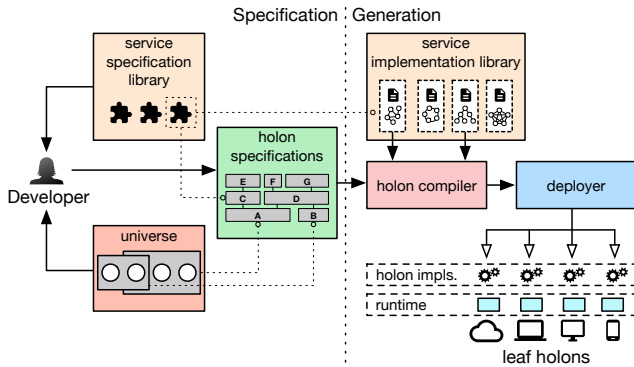 Specification
Generation
service
specification
library
service
implementation library
holon
specifications
E F G
C D
A B
Developer
holon compiler
deployer
universe
holon impls.
runtime
leaf holons